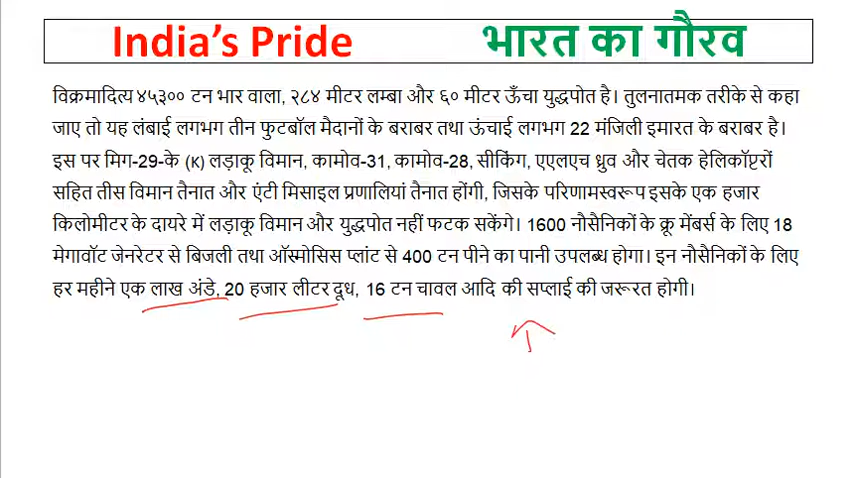 India's Pride भारत का गौरव
विक्रमादित्य ४५३०० टन भार वाला, २८४ मीटर लम्बा और ६० मीटर ऊँचा युद्धपोत है। तुलनातमक तरीके से कहा
जाए तो यह लंबाई लगभग तीन फुटबॉल मैदानों के बराबर तथा ऊंचाई लगभग 22 मंजिली इमारत के बराबर है।
इस पर मिग-29-के (K) लड़ाकू विमान, कामोव-31, कामोव-28, सीकिंग, एएलएच ध्रुव और चेतक हेलिकॉप्टरों
सहित तीस विमान तैनात और एंटी मिसाइल प्रणालियां तैनात होंगी, जिसके परिणामस्वरूप इसके एक हजार
किलोमीटर के दायरे में लड़ाकू विमान और युद्धपोत नहीं फटक सकेंगे। 1600 नौसैनिकों के क्रू मेंबर्स के लिए 18
मेगावॉट जेनरेटर से बिजली तथा ऑस्मोसिस प्लांट से 400 टन पीने का पानी उपलब्ध होगा। इन नौसैनिकों के लिए
हर महीने एक लाख अंडे, 20 हजार लीटर दूध, 16 टन चावल आदि की सप्लाई की जरूरत होगी।